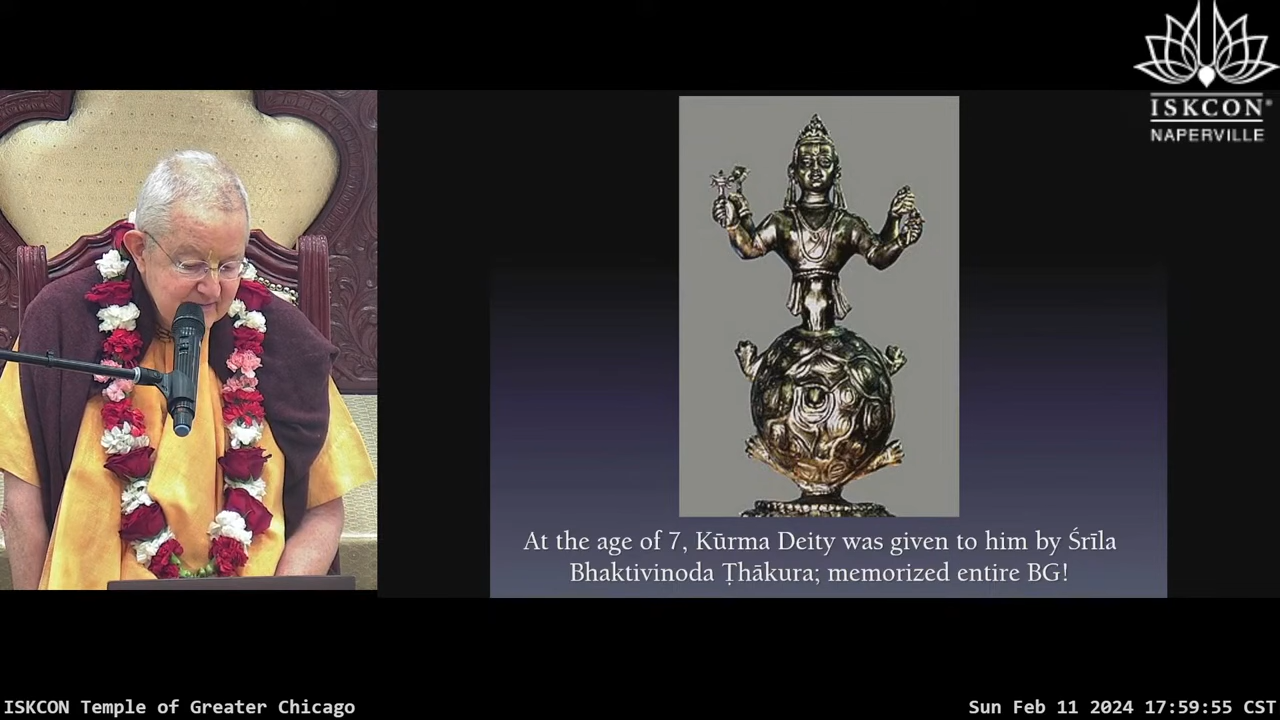 ISKCON®
NAPERVILLE
At the age of 7, Kūrma Deity was given to him by Śrīla
Bhaktivinoda Ṭhākura; memorized entire BG!
ISKCON Temple of Greater Chicago
Sun Feb 11 2024 17:59:55 CST